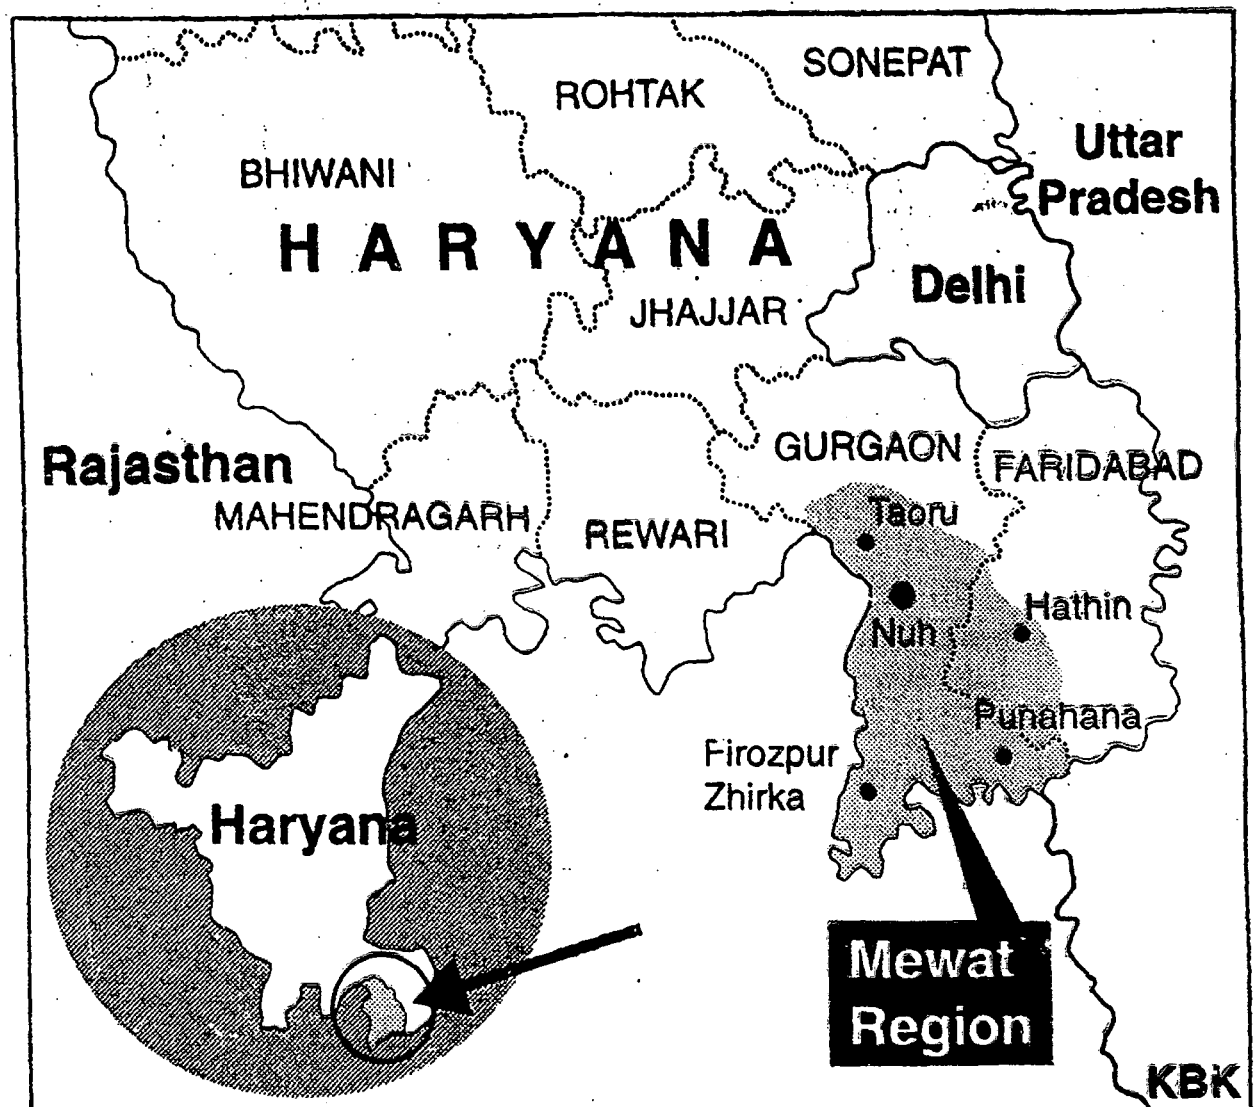 SONEPAT
ROHTAK
Uttar
Pradesh
BHIWANI
HARYANA
Delhi
JHAJJAR
GURGAON
FARIDABAD
Rajasthan
MAHENDRAGARH
REWARI
Taoru
Hathin
Nuh
Punahana
Firozpur
Zhirka
Haryana
Mewat
Region
KBK